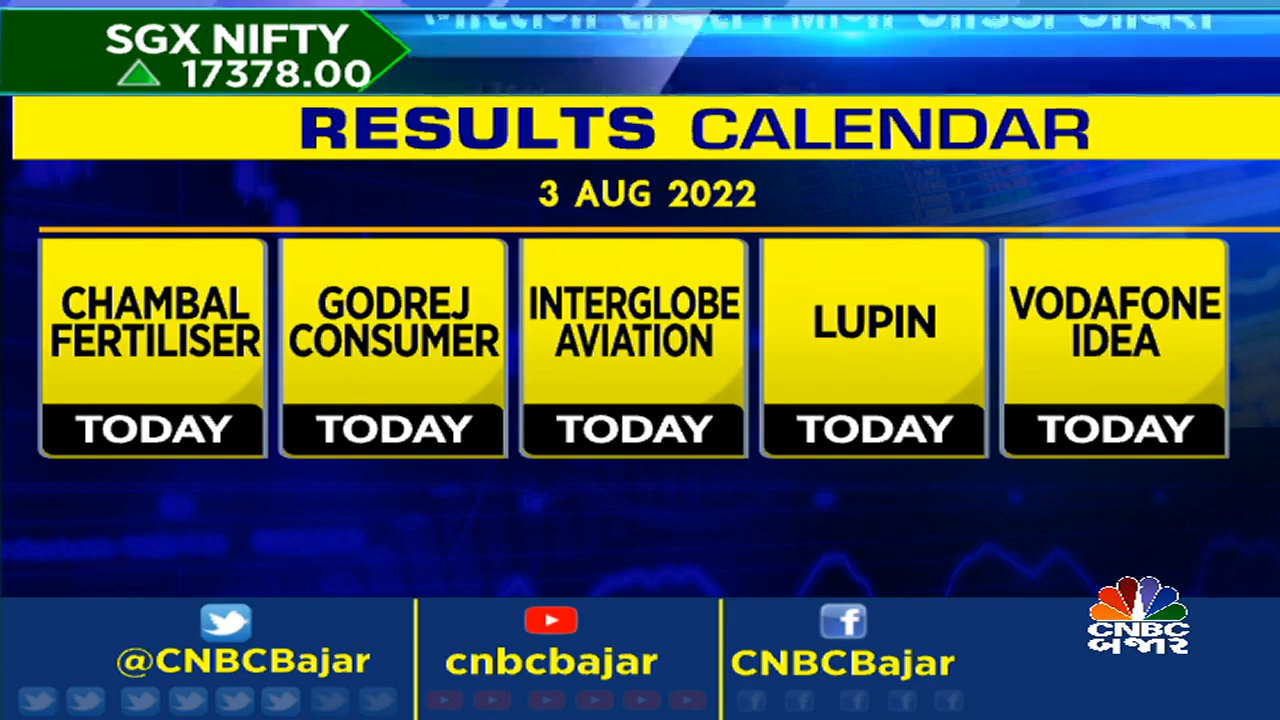 SGX NIFTY
17378.00
RESULTS CALENDAR
3 AUG 2022
CHAMBAL
FERTILISER
TODAY
GODREJ
CONSUMER
TODAY
INTERGLOBE
AVIATION
TODAY
LUPIN
TODAY
VODAFONE
IDEA
TODAY
@CNBCBajar
cnbcbajar
CNBCBajar
CNBC
બજાર